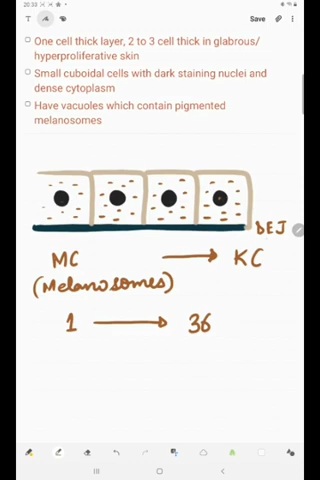 20:33
T
Save
One cell thick layer, 2 to 3 cell thick in glabrous/
hyperproliferative skin
Small cuboidal cells with dark staining nuclei and
dense cytoplasm
Have vacuoles which contain pigmented
melanosomes
DEJ
MC → KC
(Melanosomes)
1 → 36